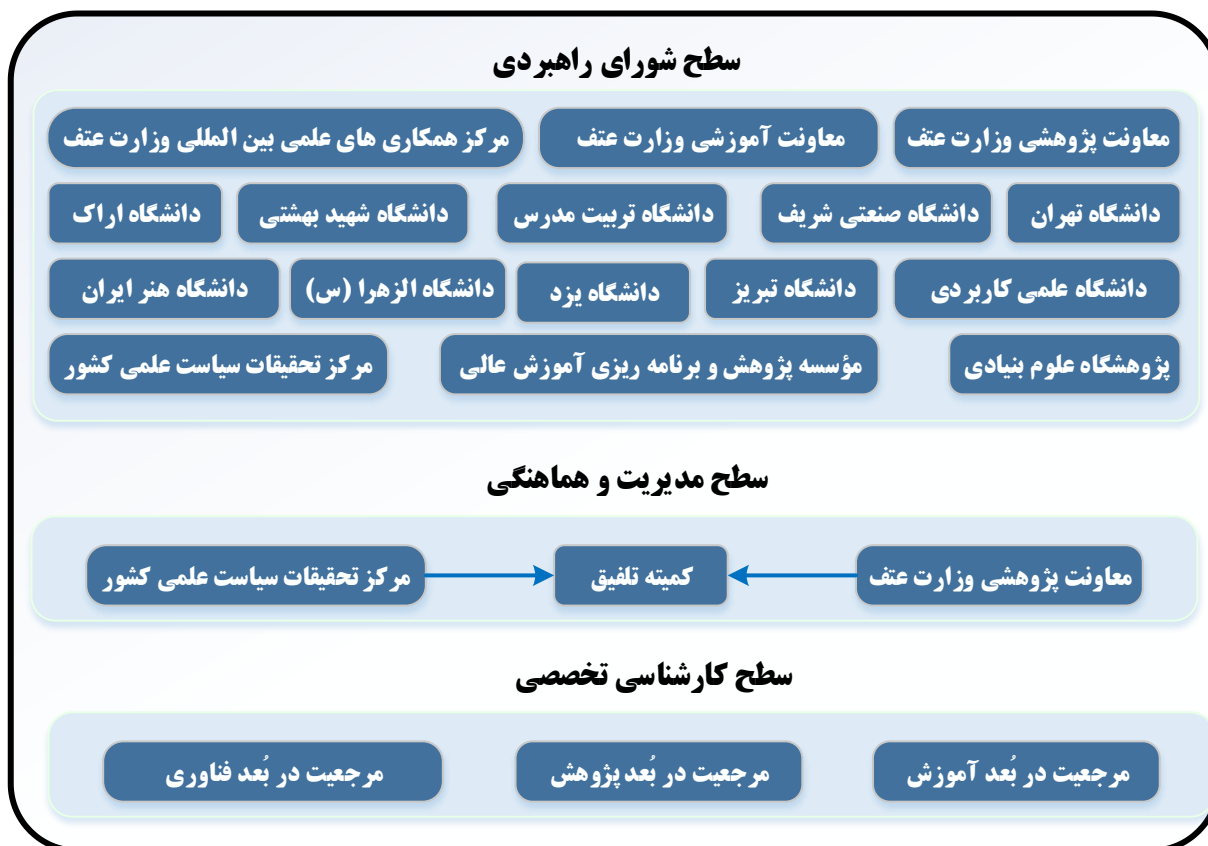 سطح شورای راهبردی
معاونت پژوهشی وزارت عتف
معاونت آموزشی وزارت عتف
مرکز همکاری های علمی بین المللی وزارت عتف
دانشگاه تهران
دانشگاه صنعتی شریف
دانشگاه تربیت مدرس
دانشگاه شهید بهشتی
دانشگاه اراک
دانشگاه علمی کاربردی
دانشگاه تبریز
دانشگاه یزد
دانشگاه الزهرا (س)
دانشگاه هنر ایران
پژوهشگاه علوم بنیادی
مؤسسه پژوهش و برنامه ریزی آموزش عالی
مرکز تحقیقات سیاست علمی کشور
سطح مدیریت و هماهنگی
معاونت پژوهشی وزارت عتف
کمیته تلفیق
مرکز تحقیقات سیاست علمی کشور
سطح کارشناسی تخصصی
مرجعیت در بُعد آموزش
مرجعیت در بُعد پژوهش
مرجعیت در بُعد فناوری